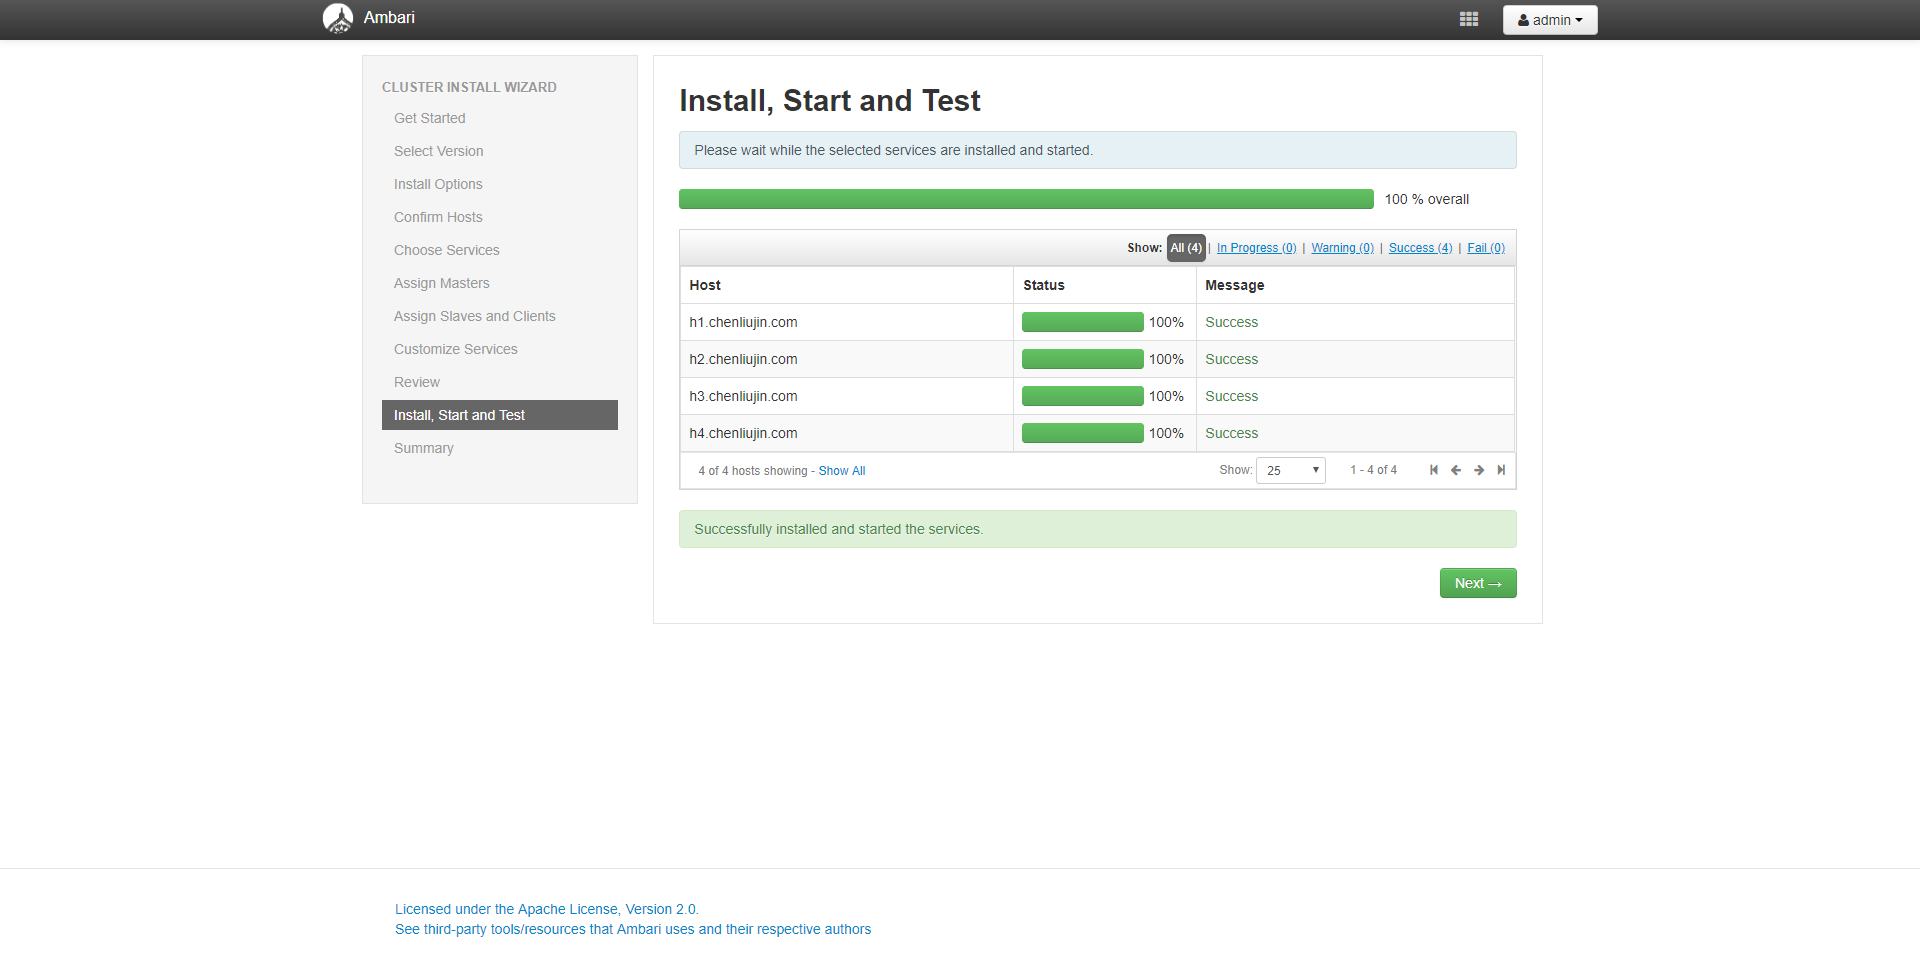 Ambari
admin
CLUSTER INSTALL WIZARD
Get Started
Select Version
Install Options
Confirm Hosts
Choose Services
Assign Masters
Assign Slaves and Clients
Customize Services
Review
Install, Start and Test
Summary
Install, Start and Test
Please wait while the selected services are installed and started.
100 % overall
Show: All (4) | In Progress (0) | Warning (0) | Success (4) | Fail (0)
Host Status Message
h1.chenliujin.com 100% Success
h2.chenliujin.com 100% Success
h3.chenliujin.com 100% Success
h4.chenliujin.com 100% Success
4 of 4 hosts showing - Show All Show: 25 1 - 4 of 4
Successfully installed and started the services.
Next →
Licensed under the Apache License, Version 2.0.
See third-party tools/resources that Ambari uses and their respective authors